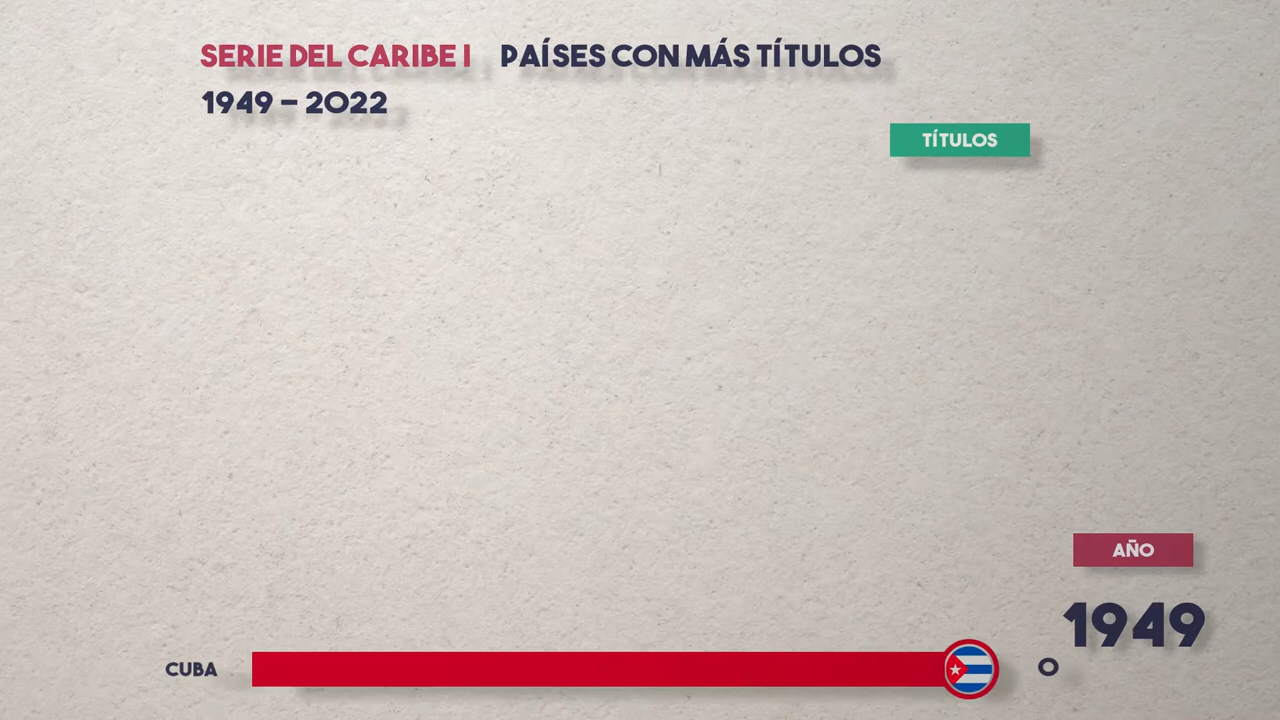 SERIE DEL CARIBE | PAÍSES CON MÁS TÍTULOS
1949 - 2022
TÍTULOS
AÑO
1949
CUBA 0